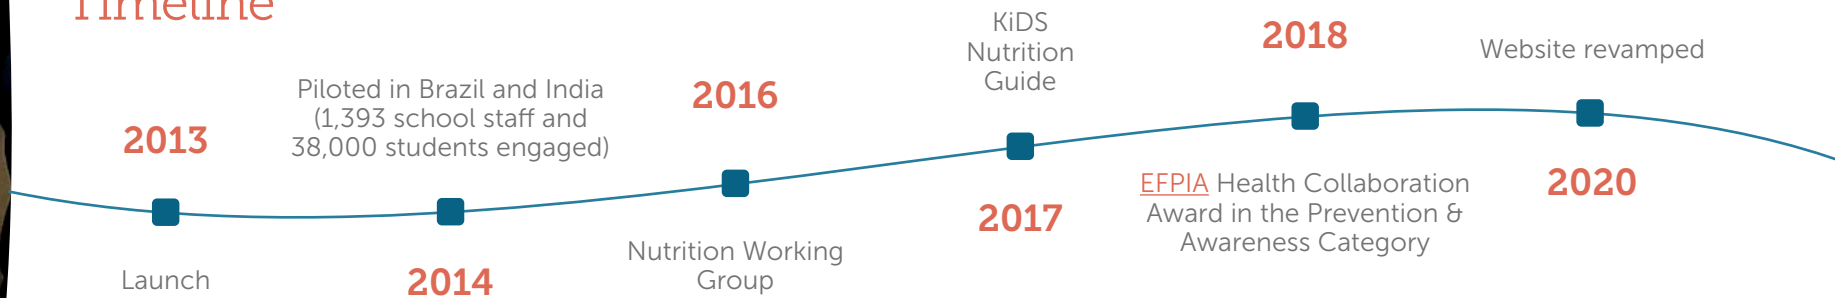 Timeline
2013
Launch
Piloted in Brazil and India
(1,393 school staff and
38,000 students engaged)
2014
2016
Nutrition Working
Group
KiDS
Nutrition
Guide
2017
2018
EFPIA Health Collaboration
Award in the Prevention &
Awareness Category
Website revamped
2020